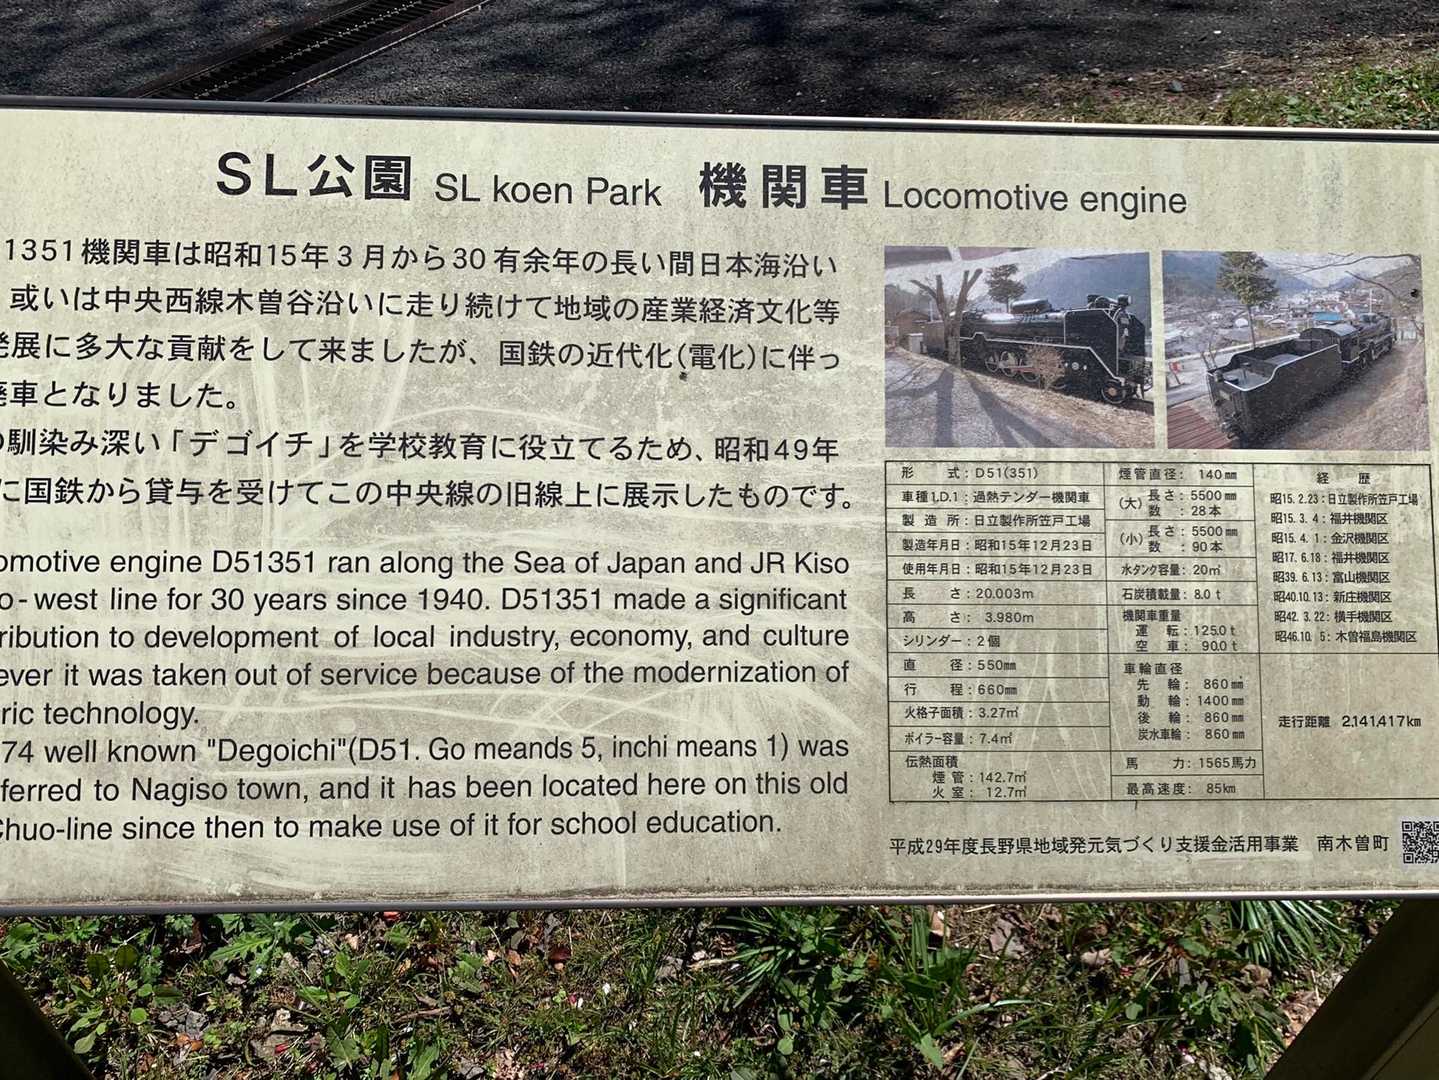 SL公園 SL koen Park 機関車 Locomotive engine
1351機関車は昭和15年3月から30有余年の長い間日本海沿い
或いは中央西線木曽谷沿いに走り続けて地域の産業経済文化等
発展に多大な貢献をして来ましたが、国鉄の近代化(電化)に伴っ
廃車となりました。
の馴染み深い「デゴイチ」を学校教育に役立てるため、昭和49年
に国鉄から貸与を受けてこの中央線の旧線上に展示したものです。
omotive engine D51351 ran along the Sea of Japan and JR Kiso
o-west line for 30 years since 1940. D51351 made a significant
ribution to development of local industry, economy, and culture
ever it was taken out of service because of the modernization of
ric technology.
74 well known "Degoichi"(D51. Go meands 5, inchi means 1) was
ferred to Nagiso town, and it has been located here on this old
Chuo-line since then to make use of it for school education.
形式:D51(351)
車種I.D.1:過熱テンダー機関車
製造所:日立製作所笠戸工場
製造年月日:昭和15年12月23日
使用年月日:昭和15年12月23日
長さ:20.003m
高さ:3.980m
シリンダー:2個
直径:550㎜
行程:660㎜
火格子面積:3.27㎡
ボイラー容量:7.4㎥
伝熱面積
煙管:142.7㎡
火室:12.7㎡
煙管直径:140㎜
(大)長さ:5500㎜
数:28本
(小)長さ:5500㎜
数:90本
水タンク容量:20㎥
石炭積載量:8.0t
機関車重量
運転:125.0t
空車:90.0t
車輪直径
先輪:860㎜
動輪:1400㎜
後輪:860㎜
炭水車輪:860㎜
馬力:1565馬力
最高速度:85㎞
経歴
昭15.2.23:日立製作所笠戸工場
昭15.3.4:福井機関区
昭15.4.1:金沢機関区
昭17.6.18:福井機関区
昭39.6.13:富山機関区
昭40.10.13:新庄機関区
昭42.3.22:横手機関区
昭46.10.5:木曽福島機関区
走行距離 2,141,417㎞
平成29年度長野県地域発元気づくり支援金活用事業 南木曽町